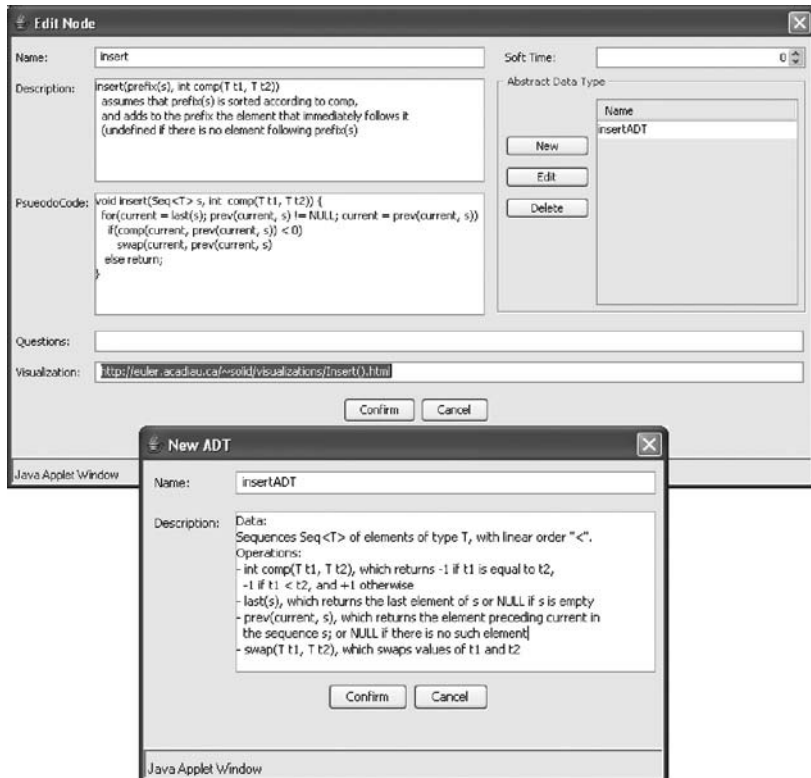 Edit Node
Name:
insert
Soft Time:
0
Description:
insert(prefix(s), int comp(T t1, T t2))
assumes that prefix(s) is sorted according to comp,
and adds to the prefix the element that immediately follows it
(undefined if there is no element following prefix(s)
Abstract Data Type
Name
insertADT
New
Edit
Delete
PsueodoCode:
void insert(Seq<T> s, int comp(T t1, T t2)) {
for(current = last(s); prev(current, s) != NULL; current = prev(current, s))
if(comp(current, prev(current, s)) < 0)
swap(current, prev(current, s)
else return;
}
Questions:
Visualization:
http://euler.acadiau.ca/~solid/visualizations/Insert().html
Confirm
Cancel
Java Applet Window
New ADT
Name:
insertADT
Description:
Data:
Sequences Seq<T> of elements of type T, with linear order "<".
Operations:
- int comp(T t1, T t2), which returns -1 if t1 is equal to t2,
-1 if t1 < t2, and +1 otherwise
- last(s), which returns the last element of s or NULL if s is empty
- prev(current, s), which returns the element preceding current in
the sequence s; or NULL if there is no such element
- swap(T t1, T t2), which swaps values of t1 and t2
Confirm
Cancel
Java Applet Window